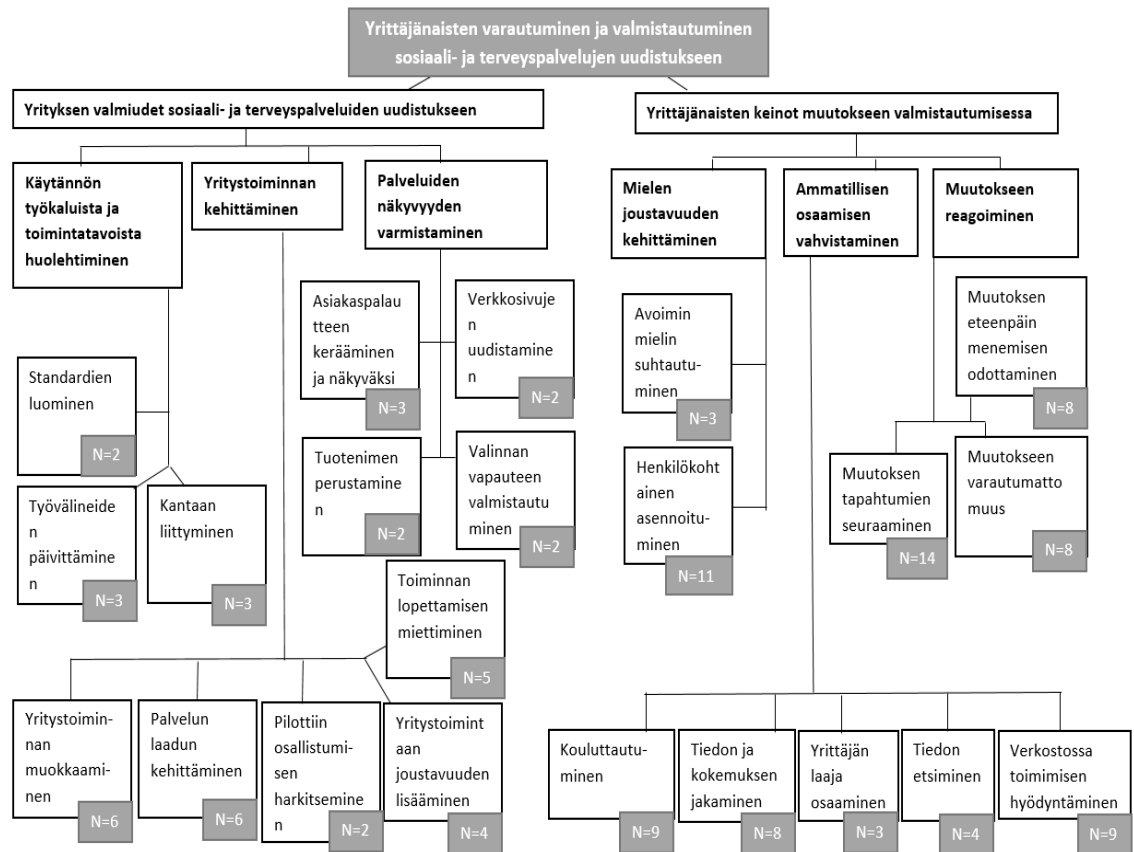 Yrittäjänaisten varautuminen ja valmistautuminen
sosiaali- ja terveyspalvelujen uudistukseen
Yrityksen valmiudet sosiaali- ja terveyspalveluiden uudistukseen
Yrittäjänaisten keinot muutokseen valmistautumisessa
Käytännön
työkaluista ja
toimintatavoista
huolehtiminen
Yritystoiminnan
kehittäminen
Palveluiden
näkyvyyden
varmistaminen
Mielen
joustavuuden
kehittäminen
Ammatillisen
osaamisen
vahvistaminen
Muutokseen
reagoiminen
Standardien
luominen
N=2
Työvälineide
n
päivittämine
n
N=3
Kantaan
liittyminen
N=3
Asiakaspalau
tteen
kerääminen
ja näkyväksi
N=3
Verkkosivuje
n
uudistamine
n
N=2
Tuotenimen
perustamine
n
N=2
Valinnan
vapauteen
valmistautu
minen
N=2
Toiminnan
lopettamisen
miettiminen
N=5
Yritystoimin-
nan
muokkaami-
nen
N=6
Palvelun
laadun
kehittäminen
N=6
Pilottiin
osallistumi-
sen
harkitsemine
n
N=2
Yritystoimint
aan
joustavuuden
lisääminen
N=4
Avoimin
mielin
suhtautu-
minen
N=3
Henkilökoht
ainen
asennoitu-
minen
N=11
Muutoksen
eteenpäin
menemisen
odottaminen
N=8
Muutoksen
tapahtumien
seuraaminen
N=14
Muutokseen
varautumatto
muus
N=8
Kouluttautu-
minen
N=9
Tiedon ja
kokemuksen
jakaminen
N=8
Yrittäjän
laaja
osaaminen
N=3
Tiedon
etsiminen
N=4
Verkostossa
toimimisen
hyödyntäminen
N=9